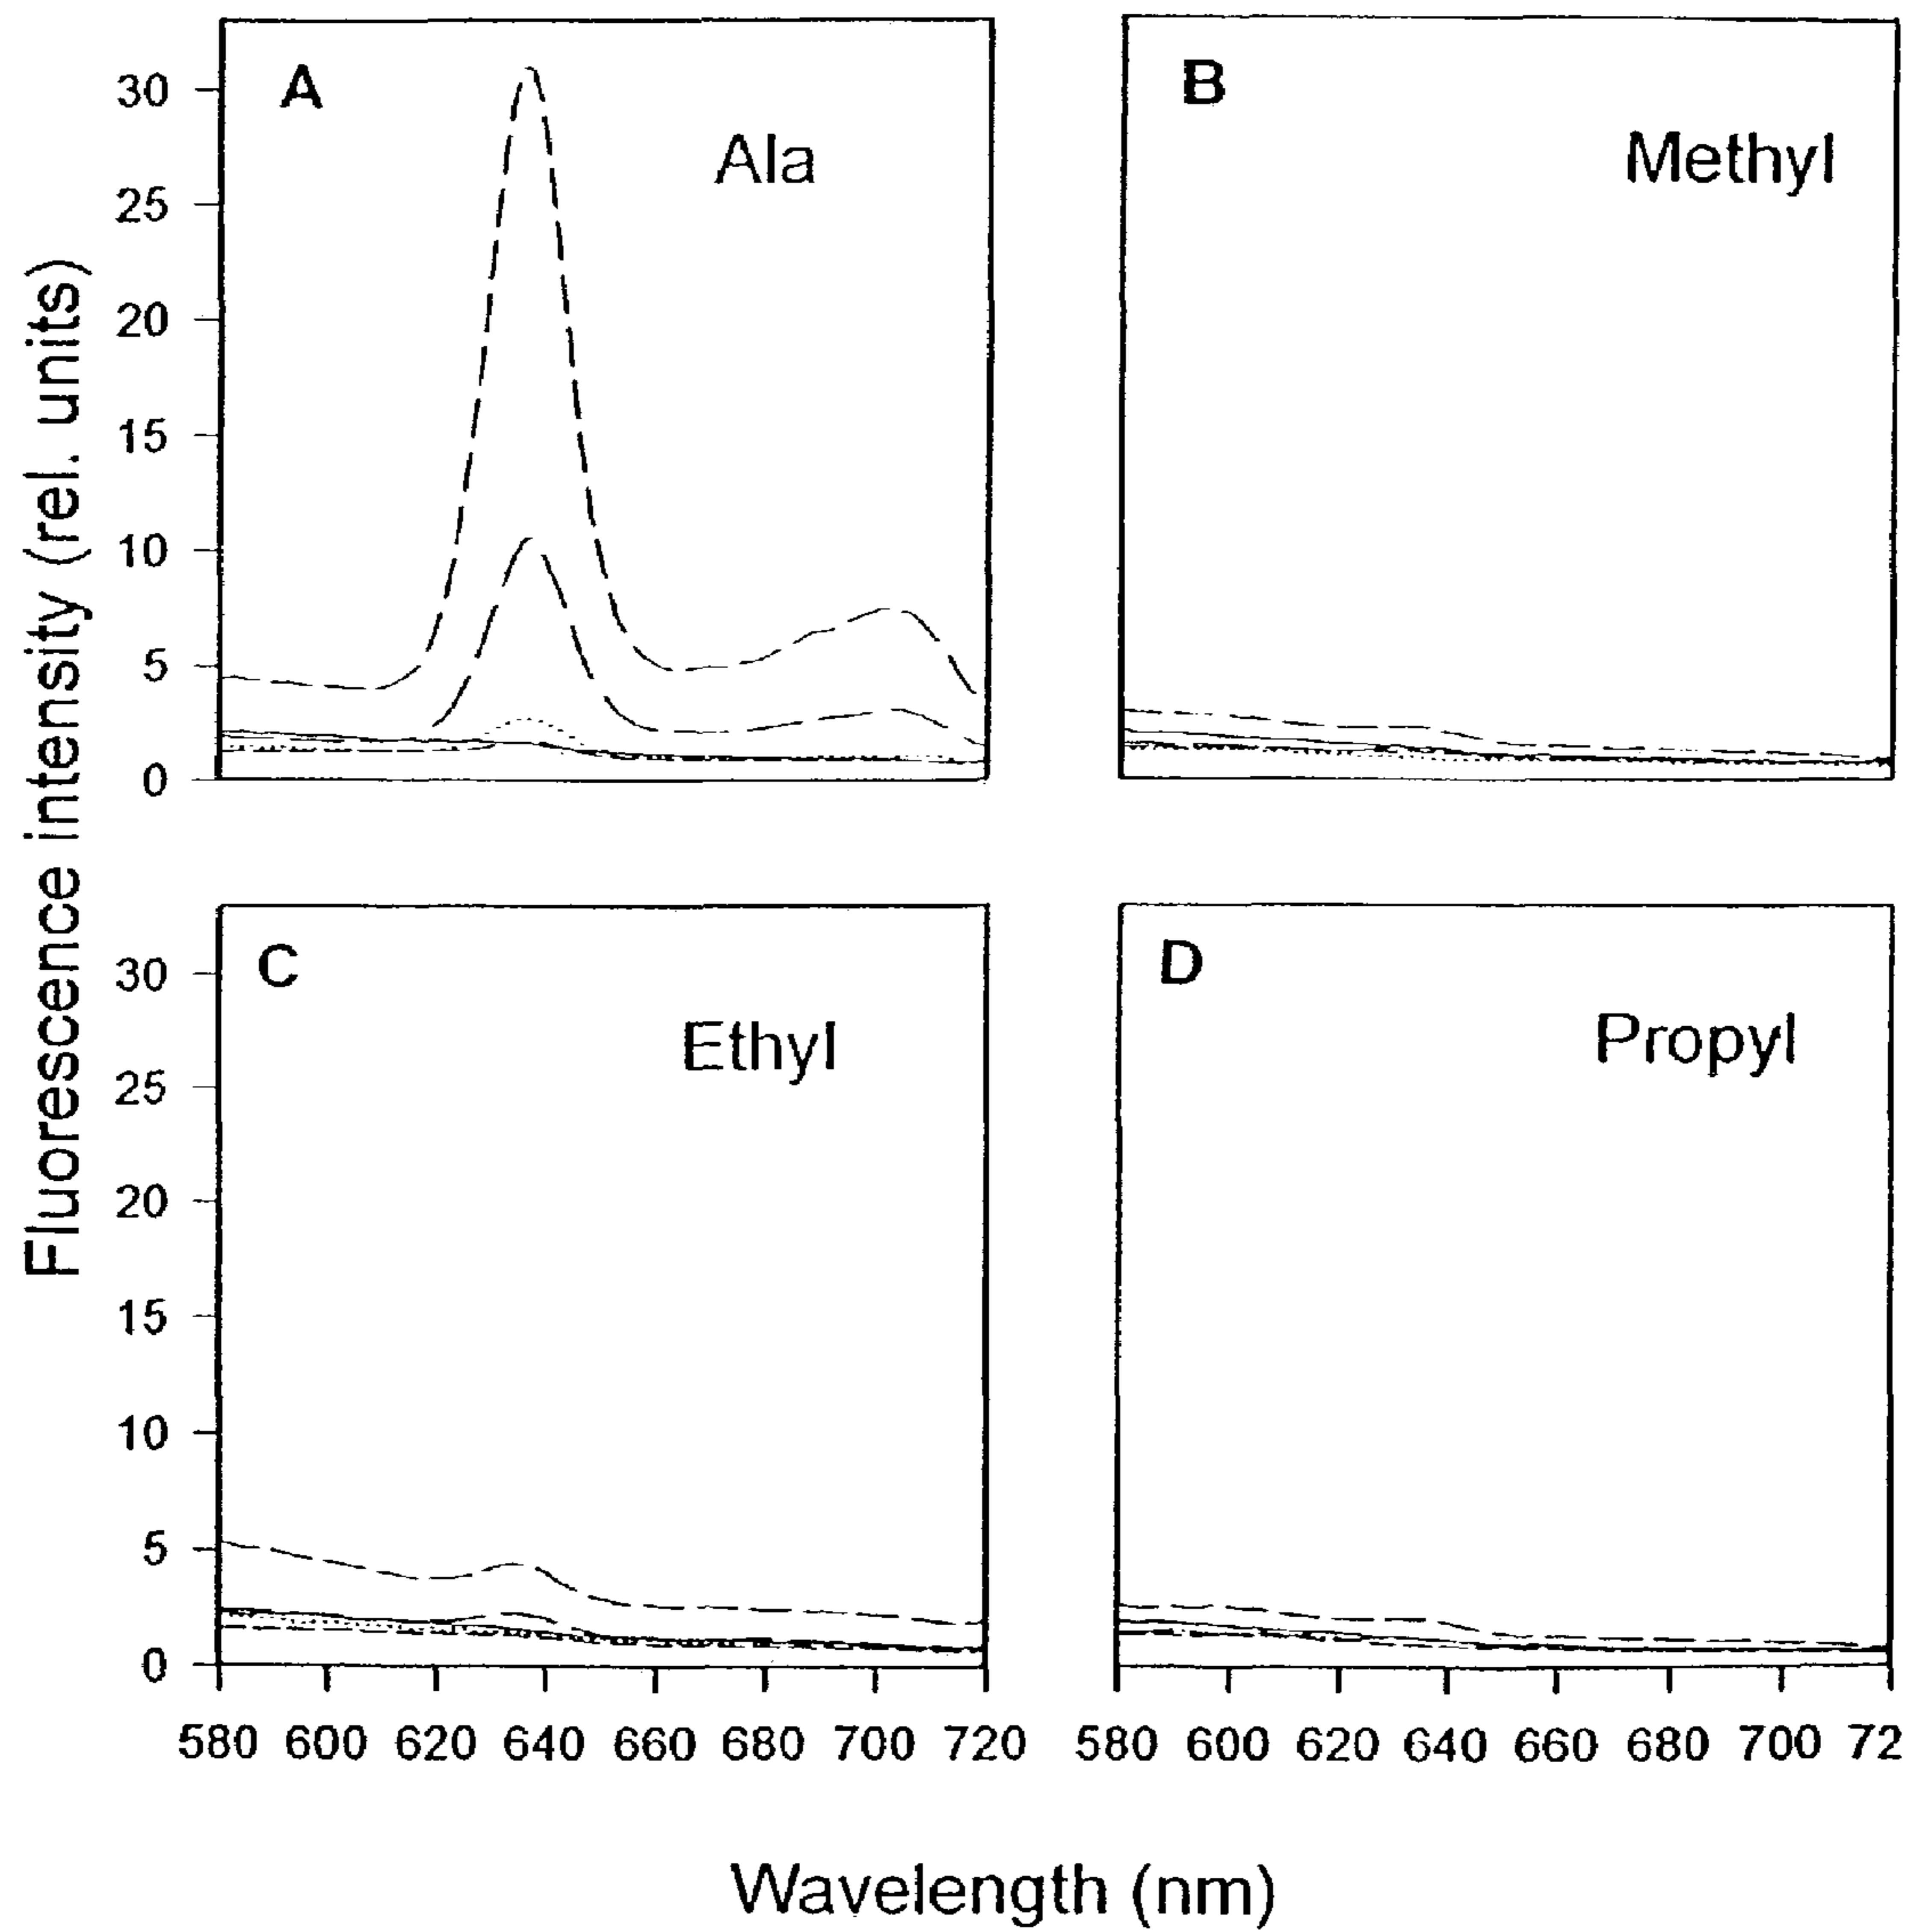 Fluorescence intensity (rel. units)
A
Ala
30
25
20
15
10
5
0
B
Methyl
C
Ethyl
30
25
20
15
10
5
0
D
Propyl
580 600 620 640 660 680 700 720
580 600 620 640 660 680 700 72
Wavelength (nm)